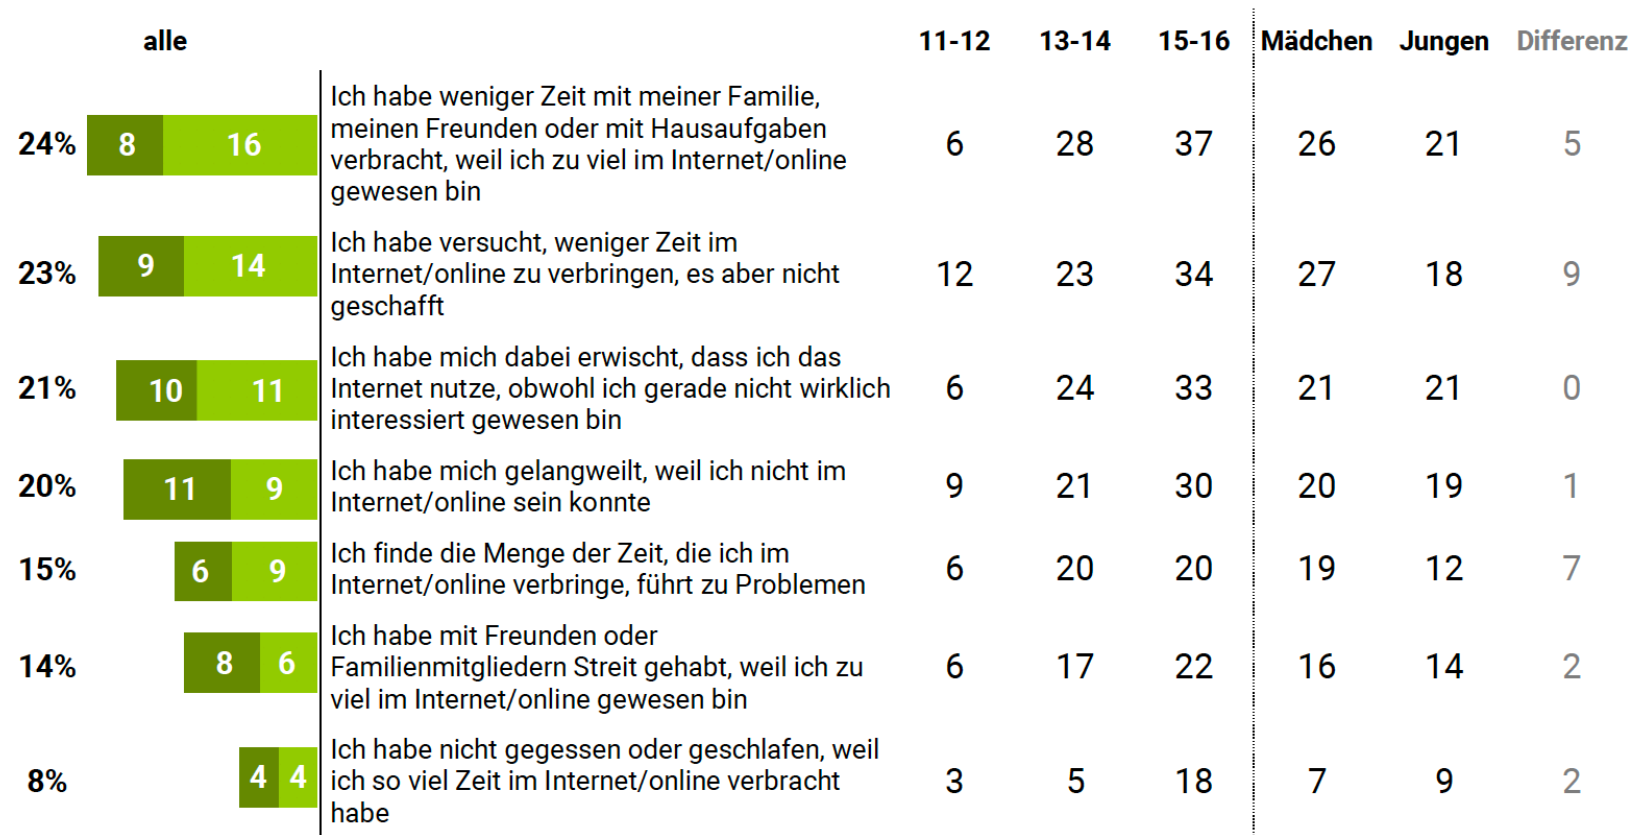 alle 11-12 13-14 15-16 Mädchen Jungen Differenz
Ich habe weniger Zeit mit meiner Familie,
meinen Freunden oder mit Hausaufgaben
verbracht, weil ich zu viel im Internet/online
gewesen bin
24% 8 16 6 28 37 26 21 5
Ich habe versucht, weniger Zeit im
Internet/online zu verbringen, es aber nicht
geschafft
23% 9 14 12 23 34 27 18 9
Ich habe mich dabei erwischt, dass ich das
Internet nutze, obwohl ich gerade nicht wirklich
interessiert gewesen bin
21% 10 11 6 24 33 21 21 0
Ich habe mich gelangweilt, weil ich nicht im
Internet/online sein konnte
20% 11 9 9 21 30 20 19 1
Ich finde die Menge der Zeit, die ich im
Internet/online verbringe, führt zu Problemen
15% 6 9 6 20 20 19 12 7
Ich habe mit Freunden oder
Familienmitgliedern Streit gehabt, weil ich zu
viel im Internet/online gewesen bin
14% 8 6 6 17 22 16 14 2
Ich habe nicht gegessen oder geschlafen, weil
ich so viel Zeit im Internet/online verbracht
habe
8% 4 4 3 5 18 7 9 2